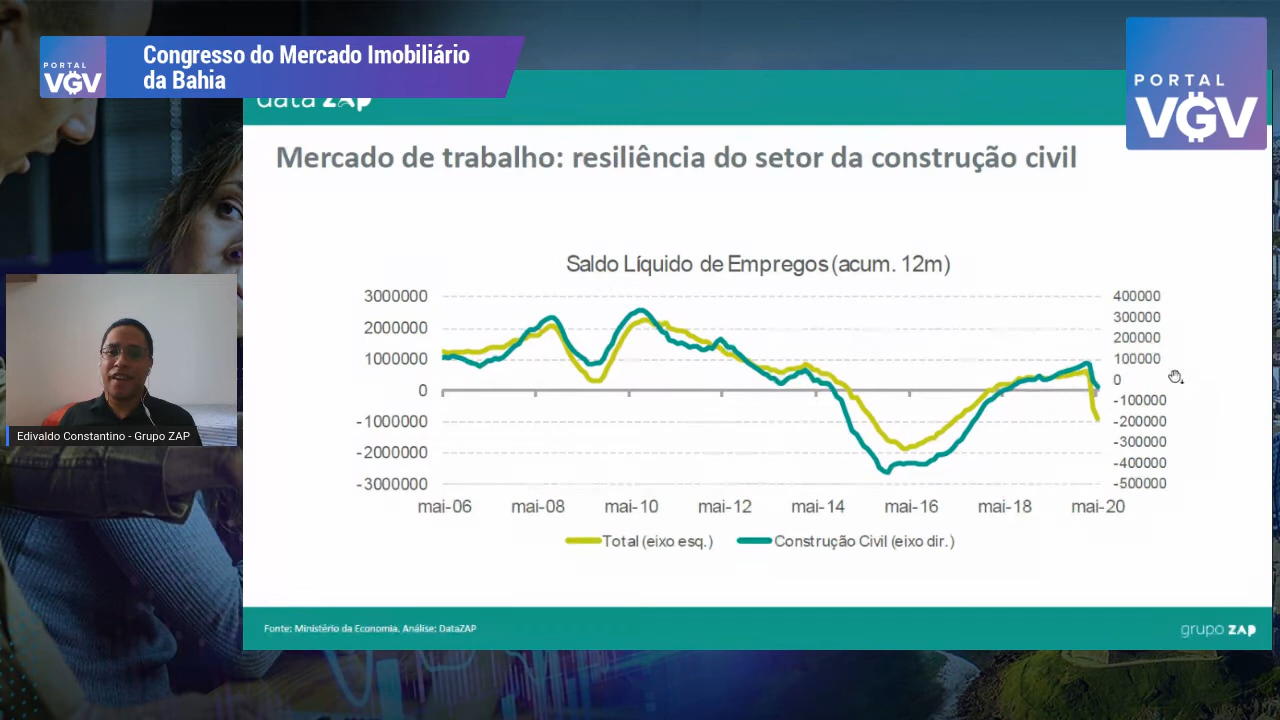 Congresso do Mercado Imobiliário
da Bahia
PORTAL
VGV
PORTAL
VGV
data ZAP
Mercado de trabalho: resiliência do setor da construção civil
Saldo Líquido de Empregos (acum. 12m)
3000000
2000000
1000000
0
-1000000
-2000000
-3000000
400000
300000
200000
100000
0
-100000
-200000
-300000
-400000
-500000
mai-06 mai-08 mai-10 mai-12 mai-14 mai-16 mai-18 mai-20
Total (eixo esq.) Construção Civil (eixo dir.)
Edivaldo Constantino - Grupo ZAP
Fonte: Ministério da Economia. Análise: DataZAP
grupo ZAP